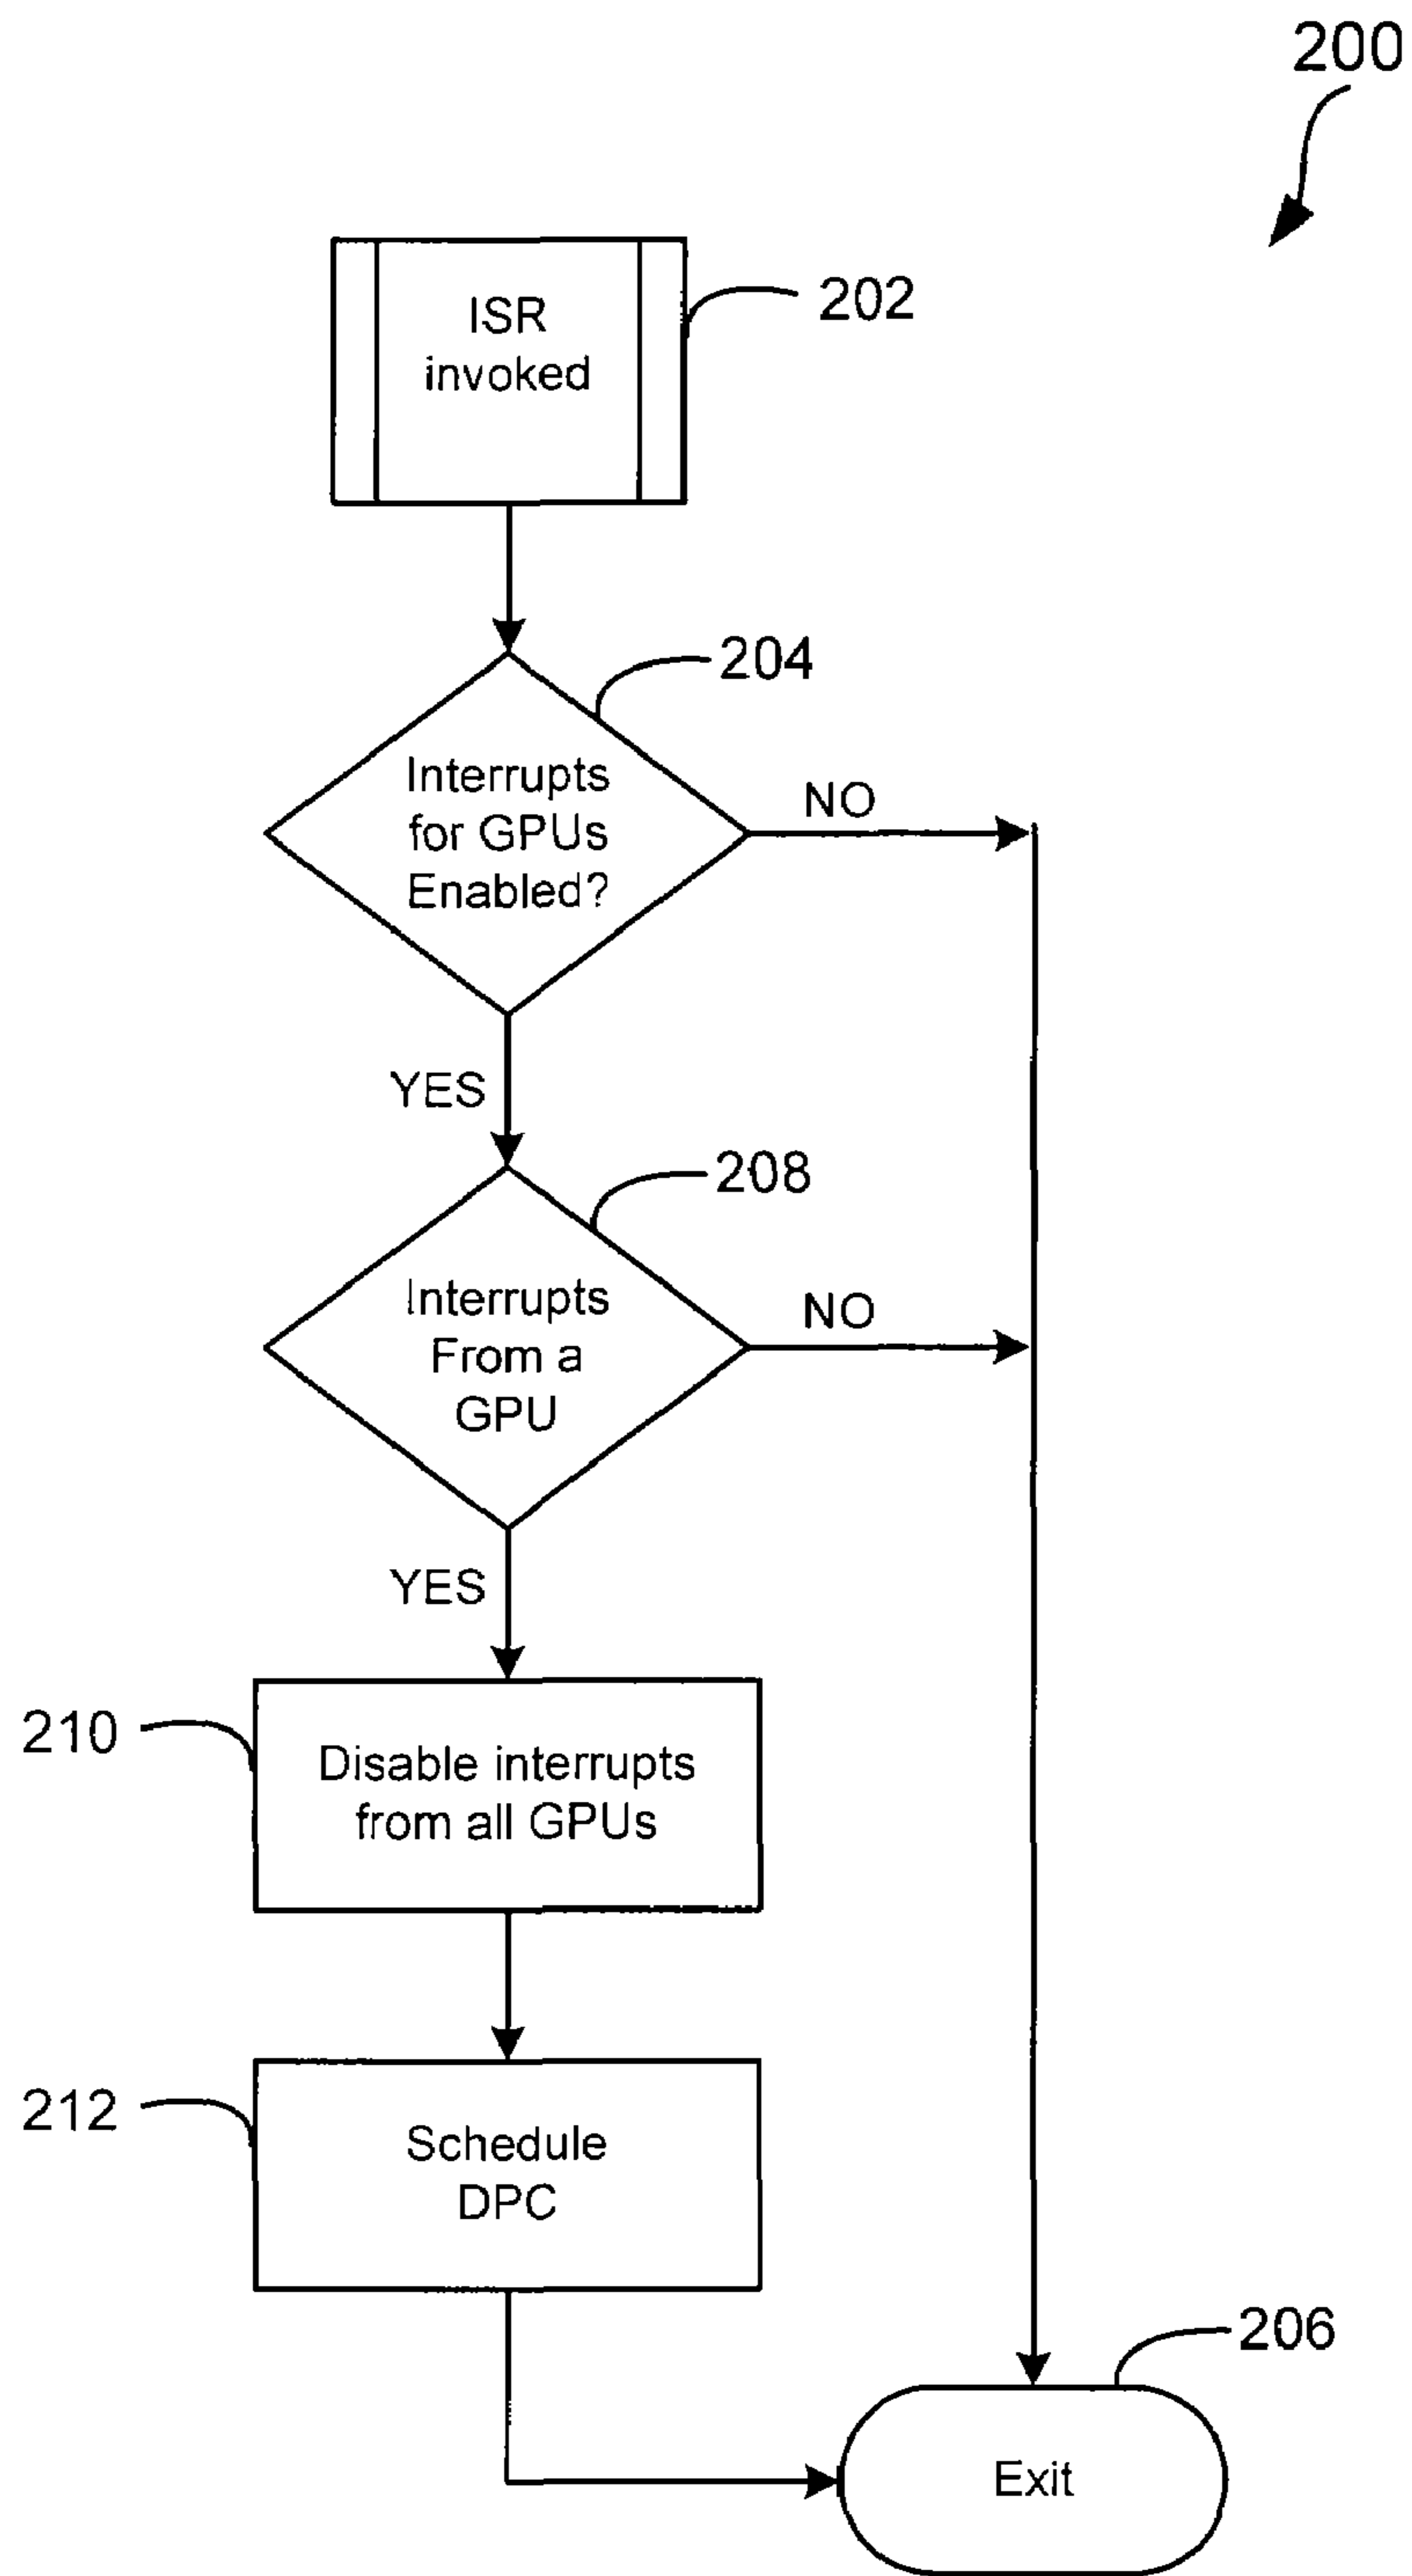 200
ISR
invoked
202
204
Interrupts
for GPUs
Enabled?
NO
YES
208
Interrupts
From a
GPU
NO
YES
210
Disable interrupts
from all GPUs
212
Schedule
DPC
206
Exit